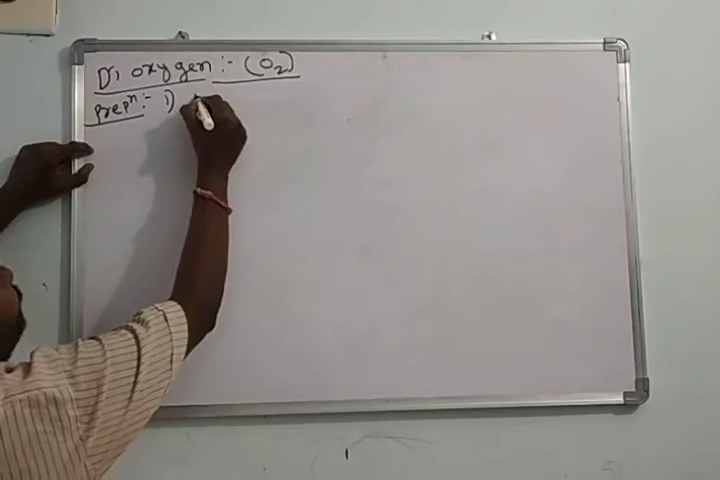 Di oxygen :- (O₂)
prepⁿ :- 1)